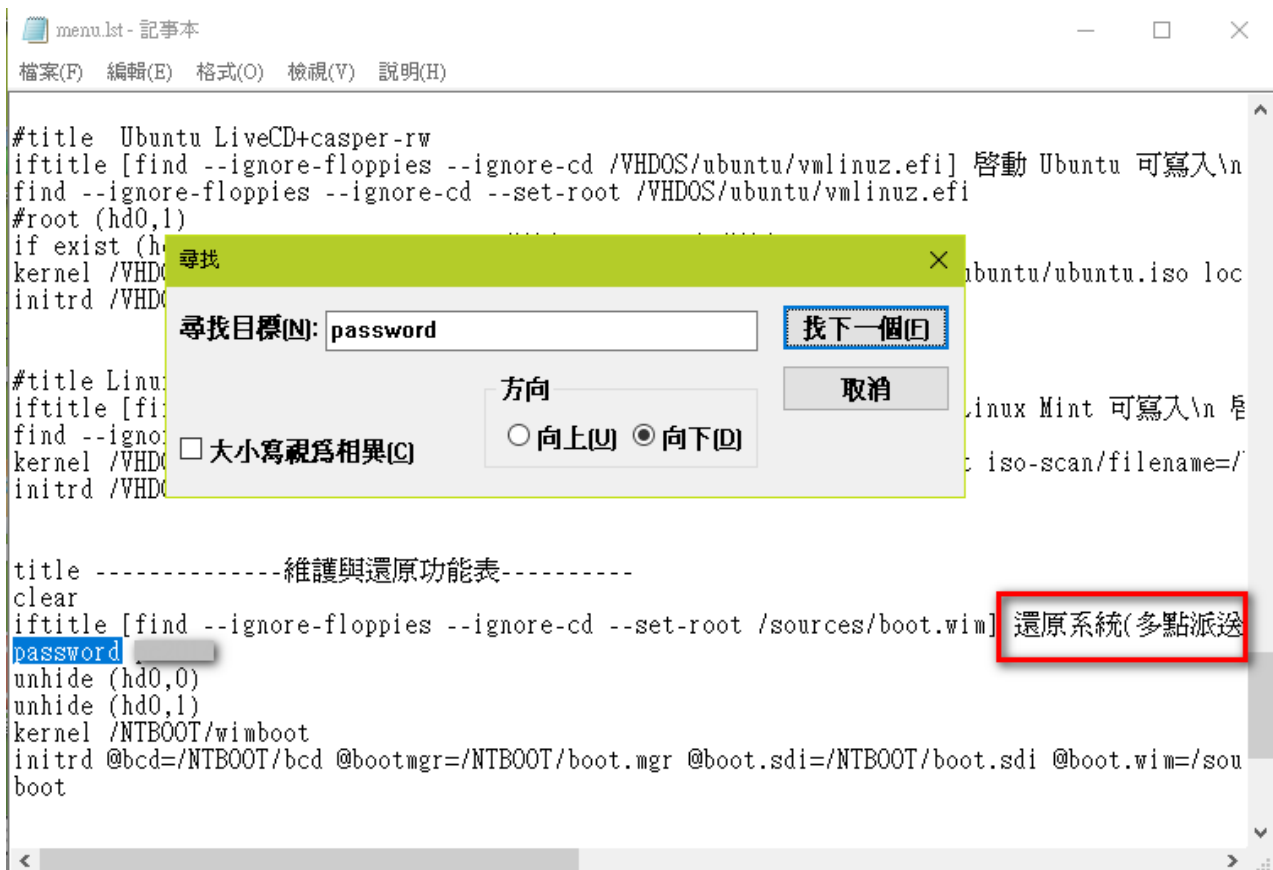 menu.lst - 記事本
檔案(F) 編輯(E) 格式(O) 檢視(V) 說明(H)
#title  Ubuntu LiveCD+casper-rw
iftitle [find --ignore-floppies --ignore-cd /VHDOS/ubuntu/vmlinuz.efi] 啓動 Ubuntu 可寫入\n
find --ignore-floppies --ignore-cd --set-root /VHDOS/ubuntu/vmlinuz.efi
#root (hd0,1)
if exist (h
kernel /VHDO ubuntu/ubuntu.iso loc
initrd /VHDO
尋找
尋找目標(N): password 找下一個(F)
方向 取消
大小寫視爲相異(C) 向上(U) 向下(D)
#title Linu
iftitle [fi Linux Mint 可寫入\n
find --igno
kernel /VHDO iso-scan/filename=/
initrd /VHDO
title --------------維護與還原功能表----------
clear
iftitle [find --ignore-floppies --ignore-cd --set-root /sources/boot.wim] 還原系統(多點派送
password
unhide (hd0,0)
unhide (hd0,1)
kernel /NTBOOT/wimboot
initrd @bcd=/NTBOOT/bcd @bootmgr=/NTBOOT/boot.mgr @boot.sdi=/NTBOOT/boot.sdi @boot.wim=/sou
boot